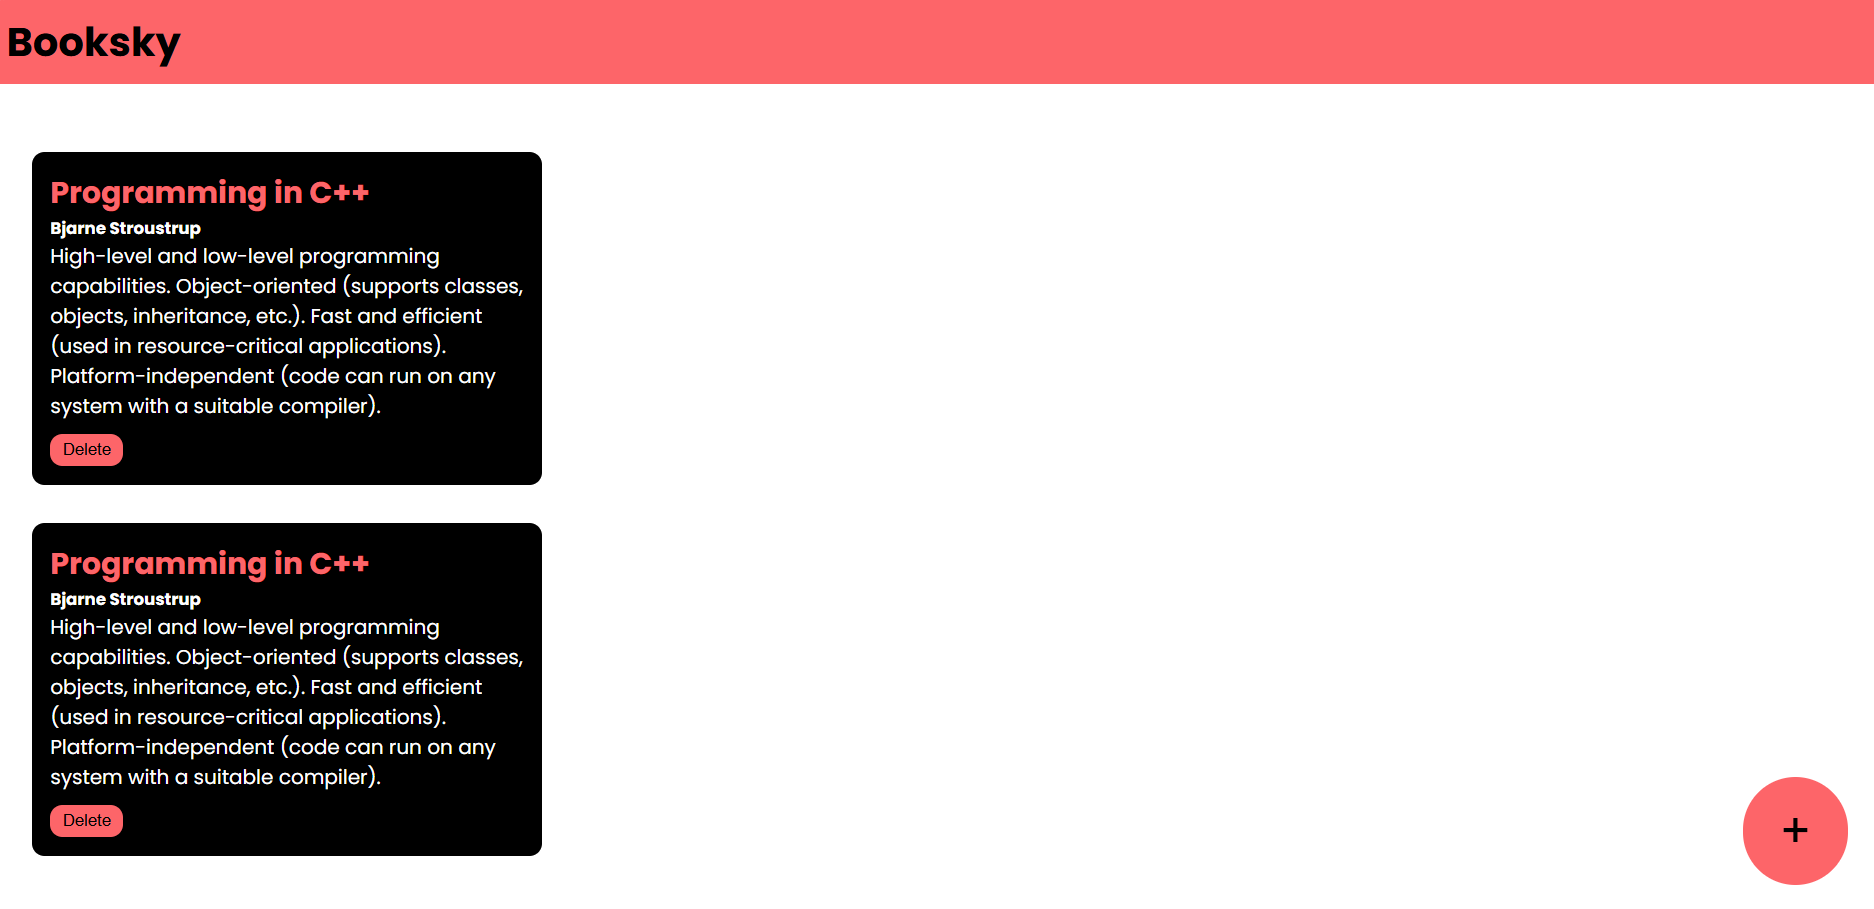 Booksky
Programming in C++
Bjarne Stroustrup
High-level and low-level programming
capabilities. Object-oriented (supports classes,
objects, inheritance, etc.). Fast and efficient
(used in resource-critical applications).
Platform-independent (code can run on any
system with a suitable compiler).
Delete
Programming in C++
Bjarne Stroustrup
High-level and low-level programming
capabilities. Object-oriented (supports classes,
objects, inheritance, etc.). Fast and efficient
(used in resource-critical applications).
Platform-independent (code can run on any
system with a suitable compiler).
Delete
+